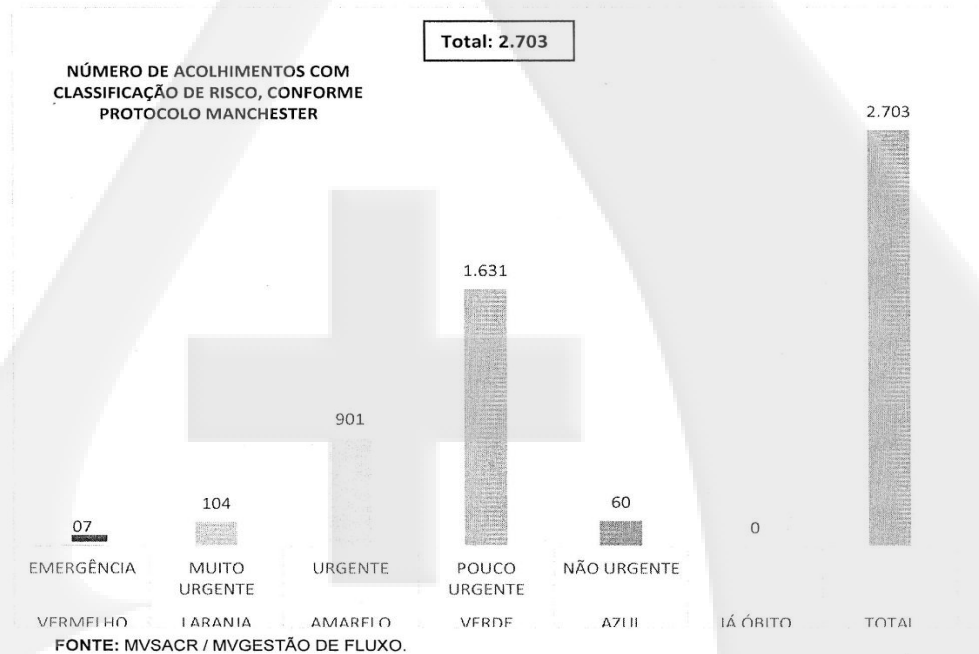 Total: 2.703
NÚMERO DE ACOLHIMENTOS COM
CLASSIFICAÇÃO DE RISCO, CONFORME
PROTOCOLO MANCHESTER
2.703
1.631
901
104
60
07
0
EMERGÊNCIA MUITO URGENTE POUCO NÃO URGENTE
URGENTE URGENTE
VERMELHO LARANJA AMARELO VERDE AZUL JÁ ÓBITO TOTAL
FONTE: MVSACR / MVGESTÃO DE FLUXO.